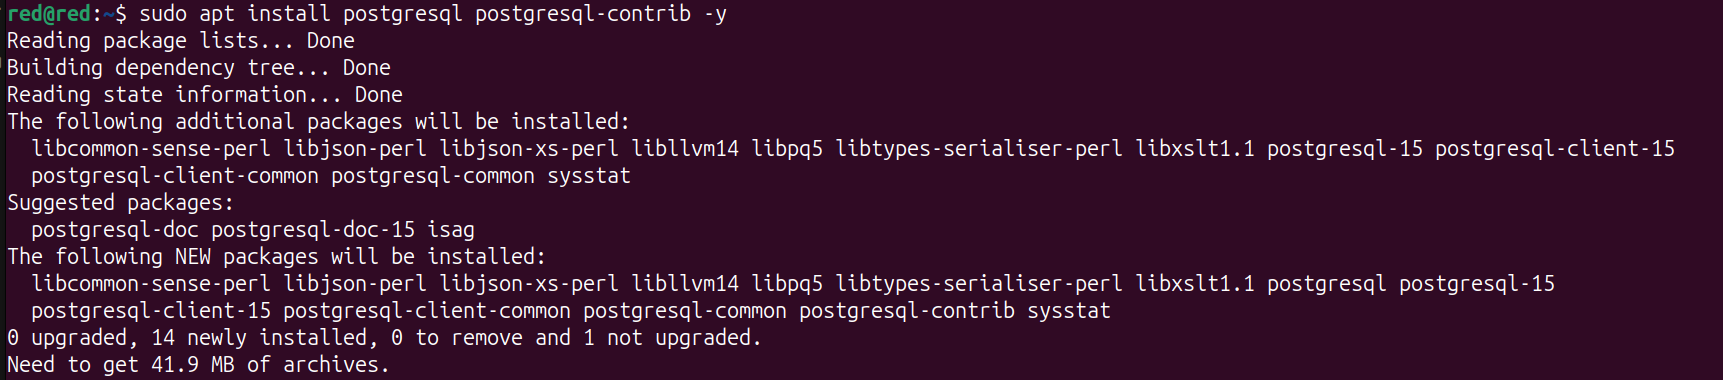 red@red:~$ sudo apt install postgresql postgresql-contrib -y
Reading package lists... Done
Building dependency tree... Done
Reading state information... Done
The following additional packages will be installed:
  libcommon-sense-perl libjson-perl libjson-xs-perl libllvm14 libpq5 libtypes-serialiser-perl libxslt1.1 postgresql-15 postgresql-client-15
  postgresql-client-common postgresql-common sysstat
Suggested packages:
  postgresql-doc postgresql-doc-15 isag
The following NEW packages will be installed:
  libcommon-sense-perl libjson-perl libjson-xs-perl libllvm14 libpq5 libtypes-serialiser-perl libxslt1.1 postgresql postgresql-15
  postgresql-client-15 postgresql-client-common postgresql-common postgresql-contrib sysstat
0 upgraded, 14 newly installed, 0 to remove and 1 not upgraded.
Need to get 41.9 MB of archives.